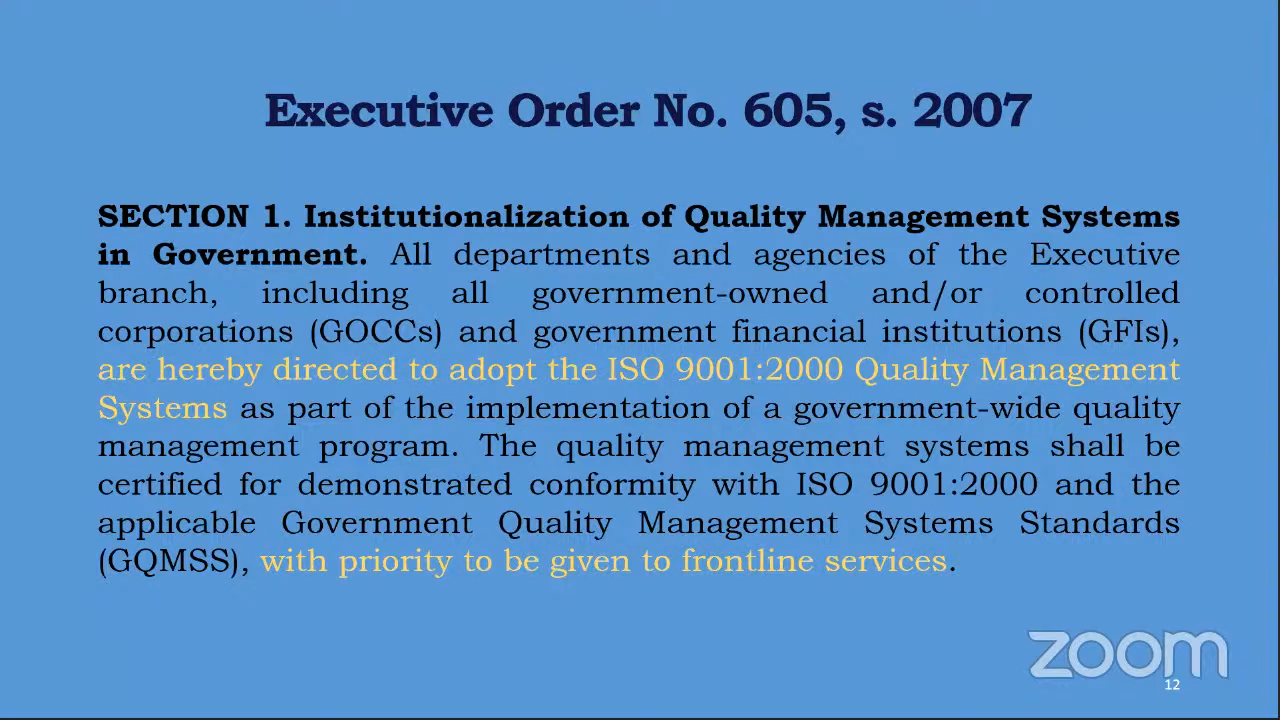 Executive Order No. 605, s. 2007
SECTION 1. Institutionalization of Quality Management Systems
in Government. All departments and agencies of the Executive
branch, including all government-owned and/or controlled
corporations (GOCCs) and government financial institutions (GFIs),
are hereby directed to adopt the ISO 9001:2000 Quality Management
Systems as part of the implementation of a government-wide quality
management program. The quality management systems shall be
certified for demonstrated conformity with ISO 9001:2000 and the
applicable Government Quality Management Systems Standards
(GQMSS), with priority to be given to frontline services.
zoom
12